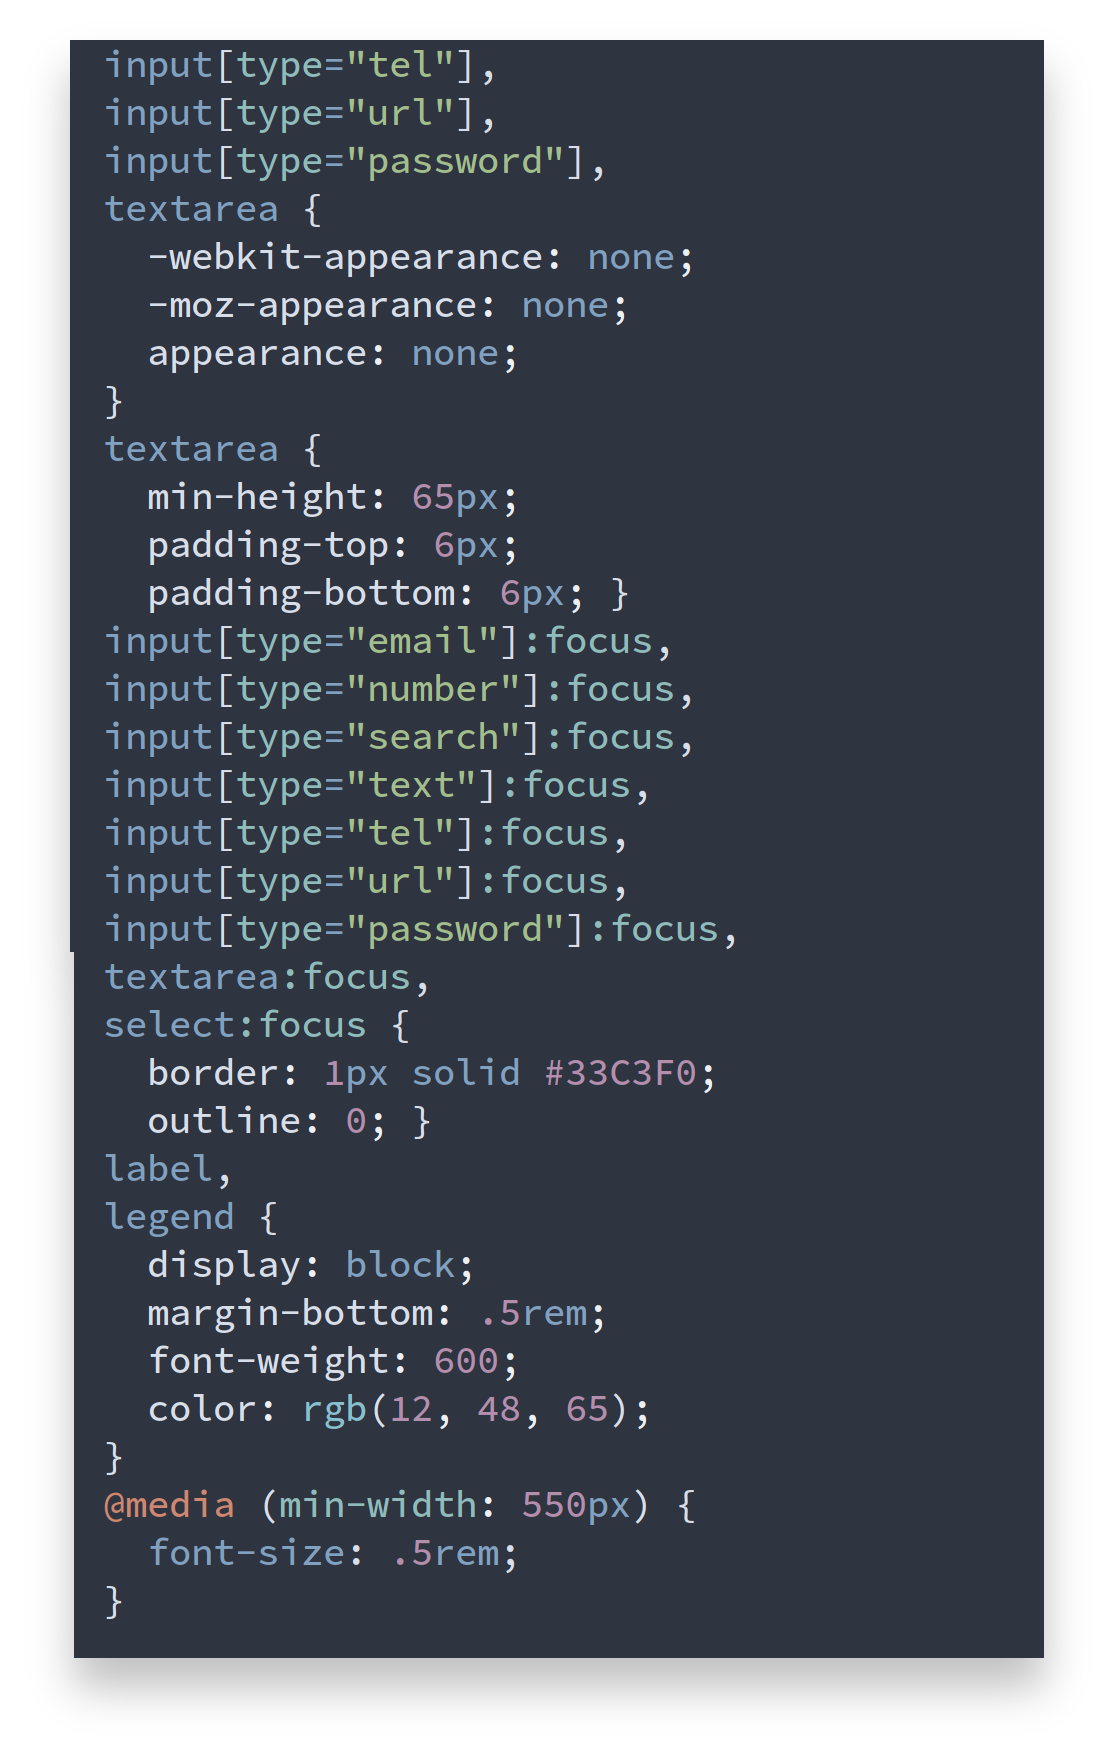 input[type="tel"],
input[type="url"],
input[type="password"],
textarea {
  -webkit-appearance: none;
  -moz-appearance: none;
  appearance: none;
}
textarea {
  min-height: 65px;
  padding-top: 6px;
  padding-bottom: 6px; }
input[type="email"]:focus,
input[type="number"]:focus,
input[type="search"]:focus,
input[type="text"]:focus,
input[type="tel"]:focus,
input[type="url"]:focus,
input[type="password"]:focus,
textarea:focus,
select:focus {
  border: 1px solid #33C3F0;
  outline: 0; }
label,
legend {
  display: block;
  margin-bottom: .5rem;
  font-weight: 600;
  color: rgb(12, 48, 65);
}
@media (min-width: 550px) {
  font-size: .5rem;
}